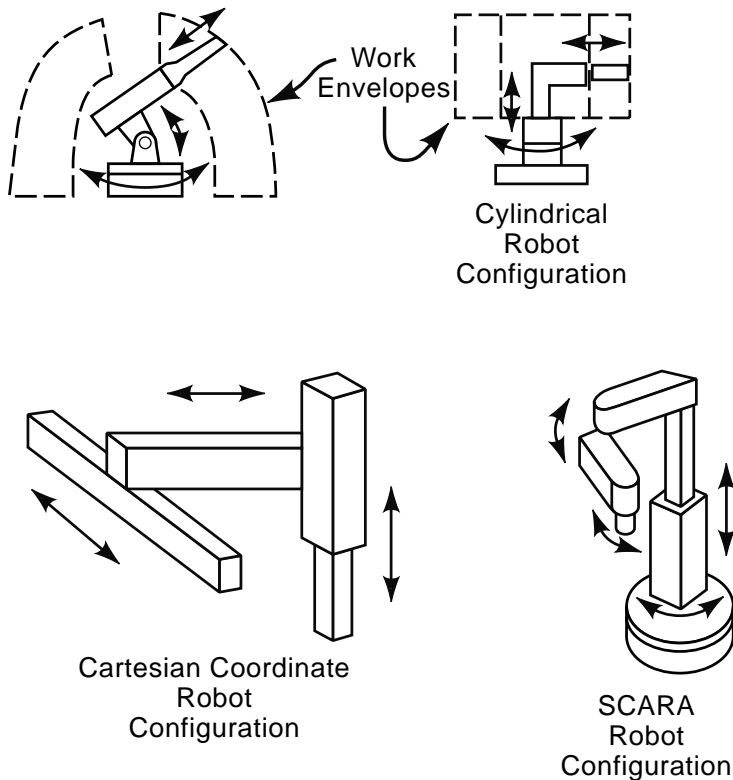 Work
Envelopes
Cylindrical
Robot
Configuration
Cartesian Coordinate
Robot
Configuration
SCARA
Robot
Configuration